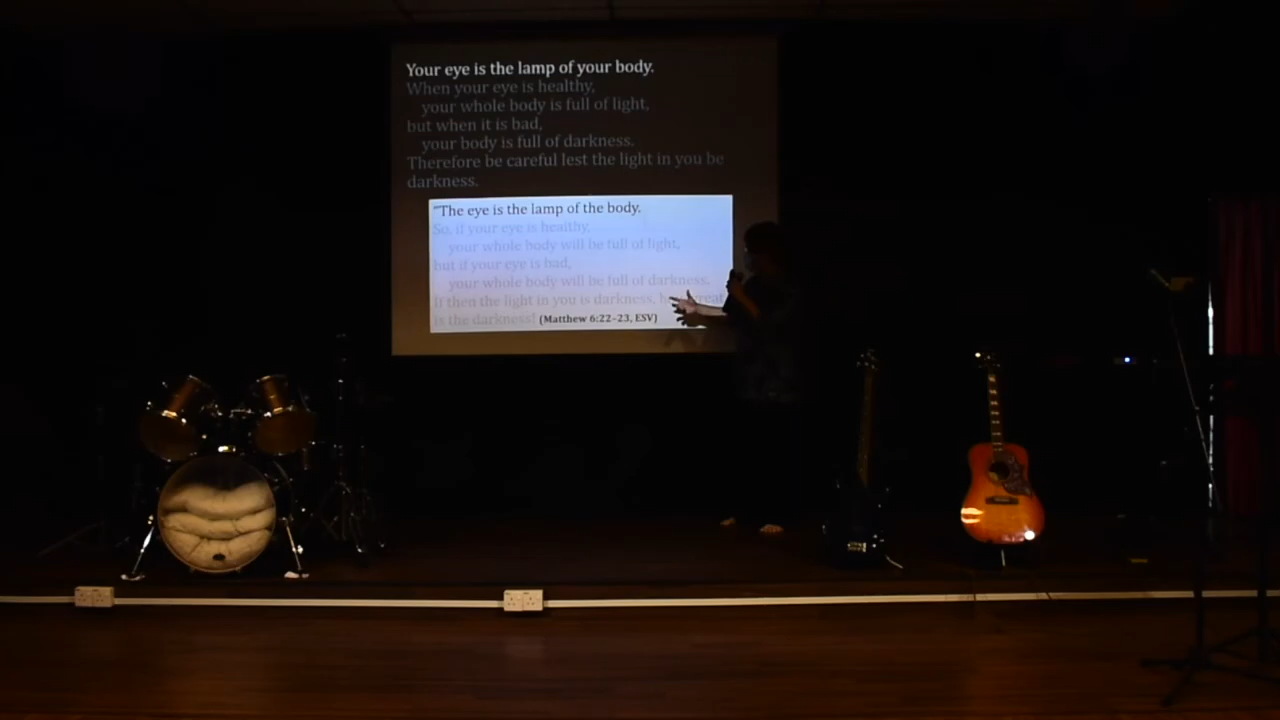 Your eye is the lamp of your body.
When your eye is healthy,
your whole body is full of light,
but when it is bad,
your body is full of darkness.
Therefore be careful lest the light in you be
darkness.
"The eye is the lamp of the body.
So, if your eye is healthy,
your whole body will be full of light,
but if your eye is bad,
your whole body will be full of darkness.
If then the light in you is darkness,
is the darkness! (Matthew 6:22–23, ESV)